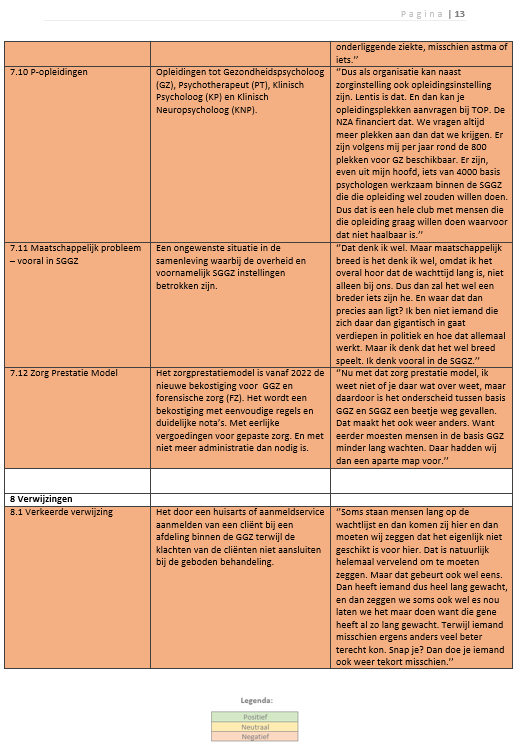 Pagina | 13
onderliggende ziekte, misschien astma of
iets.’’
7.10 P-opleidingen
Opleidingen tot Gezondheidspsycholoog
(GZ), Psychotherapeut (PT), Klinisch
Psycholoog (KP) en Klinisch
Neuropsycholoog (KNP).
‘’Dus als organisatie kan naast
zorginstelling ook opleidingsinstelling
zijn. Lentis is dat. En dan kan je
opleidingsplekken aanvragen bij TOP. De
NZA financiert dat. We vragen altijd
meer plekken aan dan dat we krijgen. Er
zijn volgens mij per jaar rond de 800
plekken voor GZ beschikbaar. Er zijn,
even uit mijn hoofd, iets van 4000 basis
psychologen werkzaam binnen de SGGZ
die die opleiding wel zouden willen doen.
Dus dat is een hele club met mensen die
die opleiding graag willen doen waarvoor
dat niet haalbaar is.’’
7.11 Maatschappelijk probleem
– vooral in SGGZ
Een ongewenste situatie in de
samenleving waarbij de overheid en
voornamelijk SGGZ instellingen
betrokken zijn.
‘’Dat denk ik wel. Maar maatschappelijk
breed is het denk ik wel, omdat ik het
overal hoor dat de wachttijd lang is, niet
alleen bij ons. Dus dan zal het wel een
breder iets zijn he. En waar dat dan
precies aan ligt? Ik ben niet iemand die
zich daar dan gigantisch in gaat
verdiepen in politiek en hoe dat allemaal
werkt. Maar ik denk dat het wel breed
speelt. Ik denk vooral in de SGGZ.’’
7.12 Zorg Prestatie Model
Het zorgprestatiemodel is vanaf 2022 de
nieuwe bekostiging voor GGZ en
forensische zorg (FZ). Het wordt een
bekostiging met eenvoudige regels en
duidelijke nota’s. Met eerlijke
vergoedingen voor gepaste zorg. En met
niet meer administratie dan nodig is.
‘’Nu met dat zorg prestatie model, ik
weet niet of je daar wat over weet, maar
daardoor is het onderscheid tussen basis
GGZ en SGGZ een beetje weg gevallen.
Dat maakt het ook weer anders. Want
eerder moesten mensen in de basis GGZ
minder lang wachten. Daar hadden wij
dan een aparte map voor.’’
8 Verwijzingen
8.1 Verkeerde verwijzing
Het door een huisarts of aanmeldservice
aanmelden van een cliënt bij een
afdeling binnen de GGZ terwijl de
klachten van de cliënten niet aansluiten
bij de geboden behandeling.
‘’Soms staan mensen lang op de
wachtlijst en dan komen zij hier en dan
moeten wij zeggen dat het eigenlijk niet
geschikt is voor hier. Dat is natuurlijk
helemaal vervelend om te moeten
zeggen. Maar dat gebeurt ook wel eens.
Dan heeft iemand dus heel lang gewacht,
en dan zeggen we soms ook wel es nou
laten we het maar doen want die gene
heeft al zo lang gewacht. Terwijl iemand
misschien ergens anders veel beter
terecht kon. Snap je? Dan doe je iemand
ook weer tekort misschien.’’
Legenda:
Positief
Neutraal
Negatief